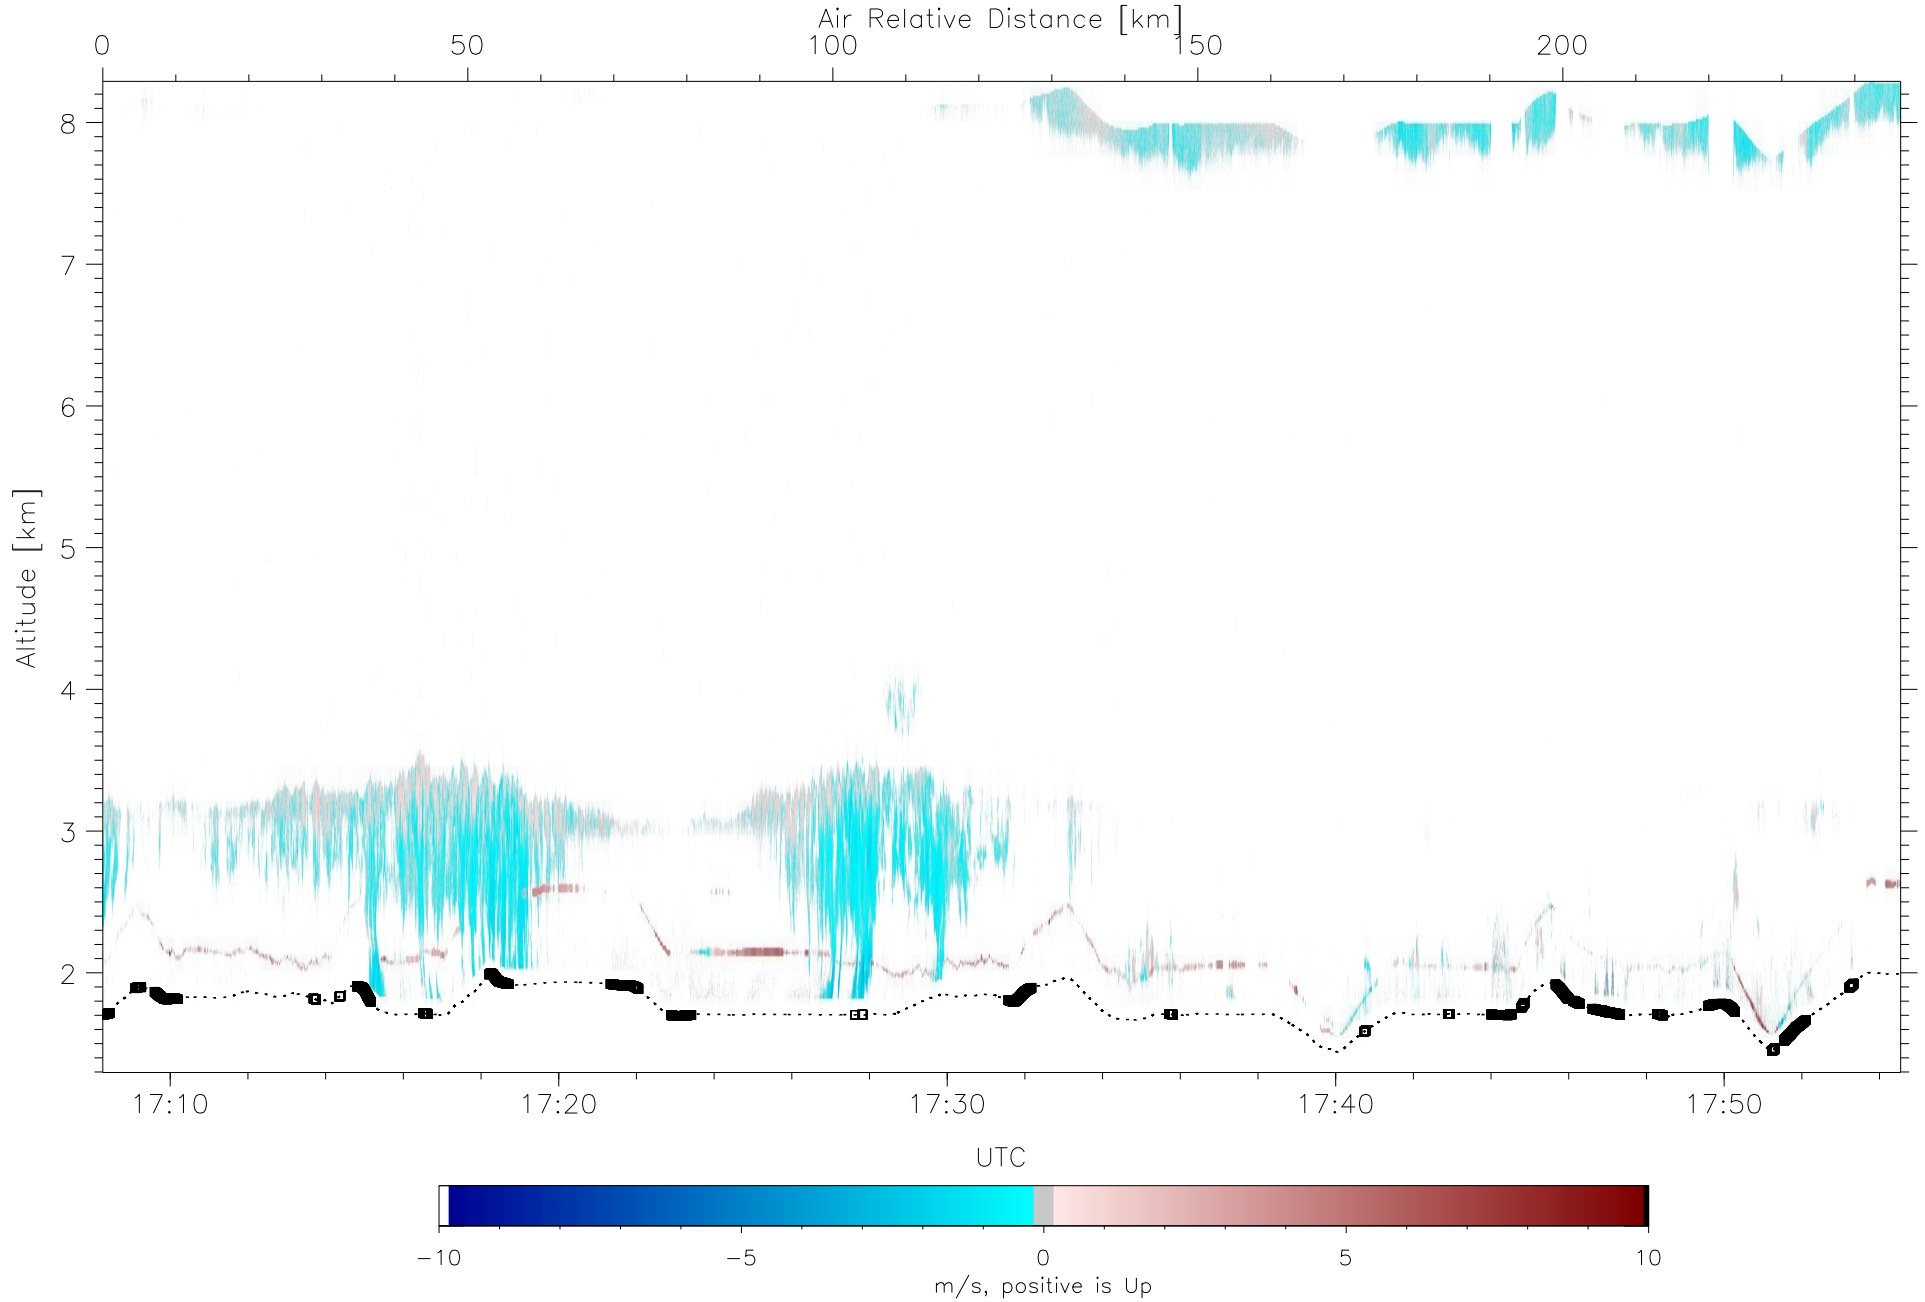 Air Relative Distance [km]
0 50 100 150 200
8
7
6
5
4
3
2
Altitude [km]
17:10 17:20 17:30 17:40 17:50
UTC
−10 −5 0 5 10
m/s, positive is Up